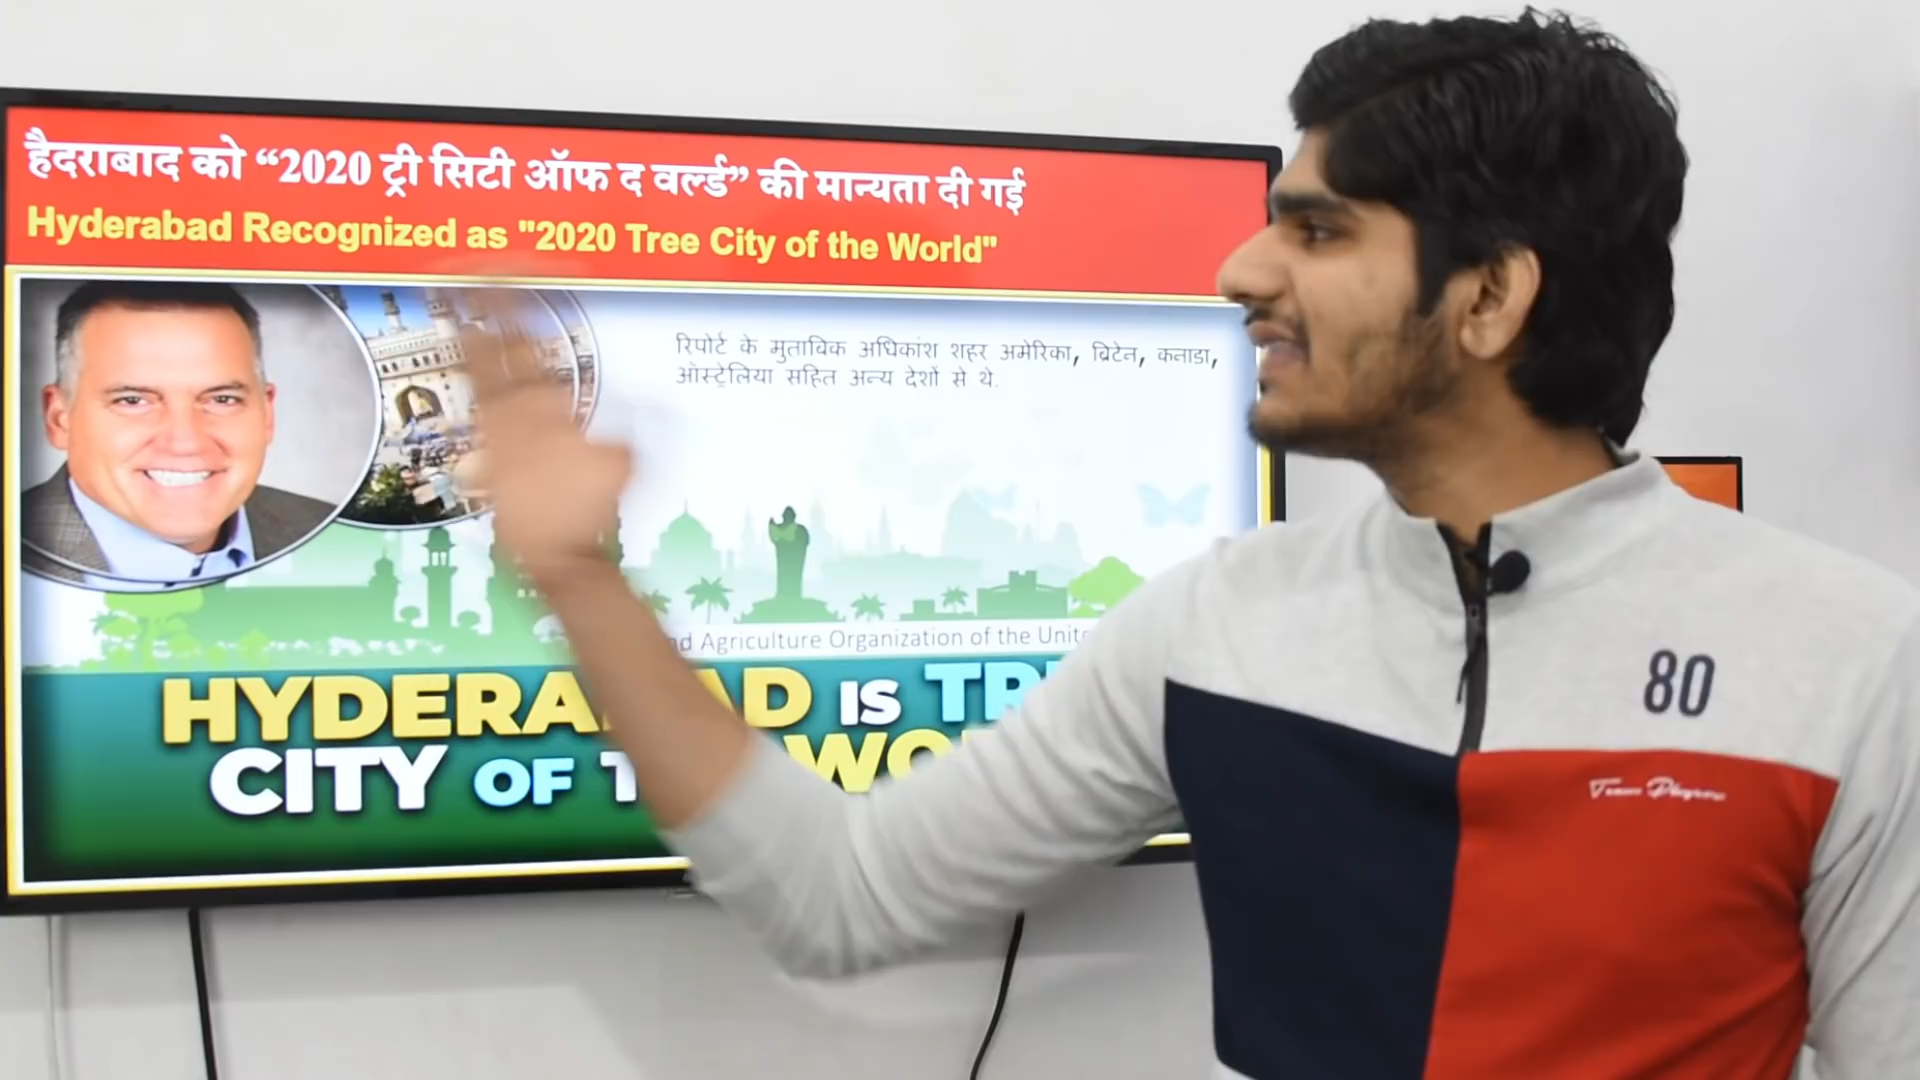 हैदराबाद को “2020 ट्री सिटी ऑफ द वर्ल्ड” की मान्यता दी गई
Hyderabad Recognized as "2020 Tree City of the World"
रिपोर्ट के मुताबिक अधिकांश शहर अमेरिका, ब्रिटेन, कनाडा,
ऑस्ट्रेलिया सहित अन्य देशों से थे.
Agriculture Organization of the
IS
CITY OF
80